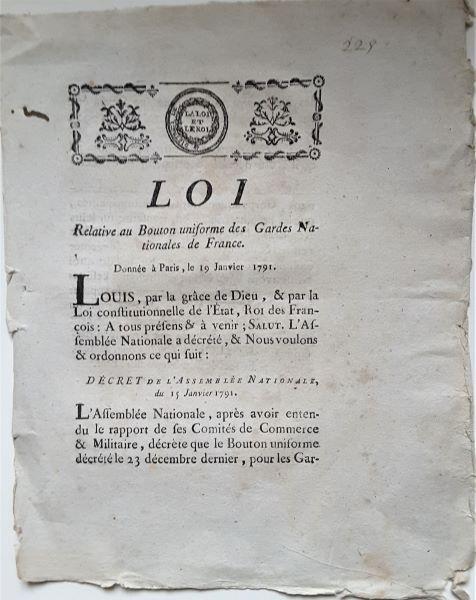 225
LA LOI
ET
LE ROI
LOI
Relative au Bouton uniforme des Gardes Na-
tionales de France.
Donnée à Paris, le 19 Janvier 1791.
LOUIS, par la grâce de Dieu, & par la
Loi conſtitutionnelle de l'État, ROI des Fran-
çois: A tous préſens & à venir; SALUT. L'Aſ-
ſemblée Nationale a décrété, & Nous voulons
& ordonnons ce qui ſuit:
DÉCRET DE L'ASSEMBLÉE NATIONALE,
du 15 Janvier 1791.
L'Aſſemblée Nationale, après avoir enten-
du le rapport de ſes Comités de Commerce
& Militaire, décrète que le Bouton uniforme
décrété le 23 décembre dernier, pour les Gar-